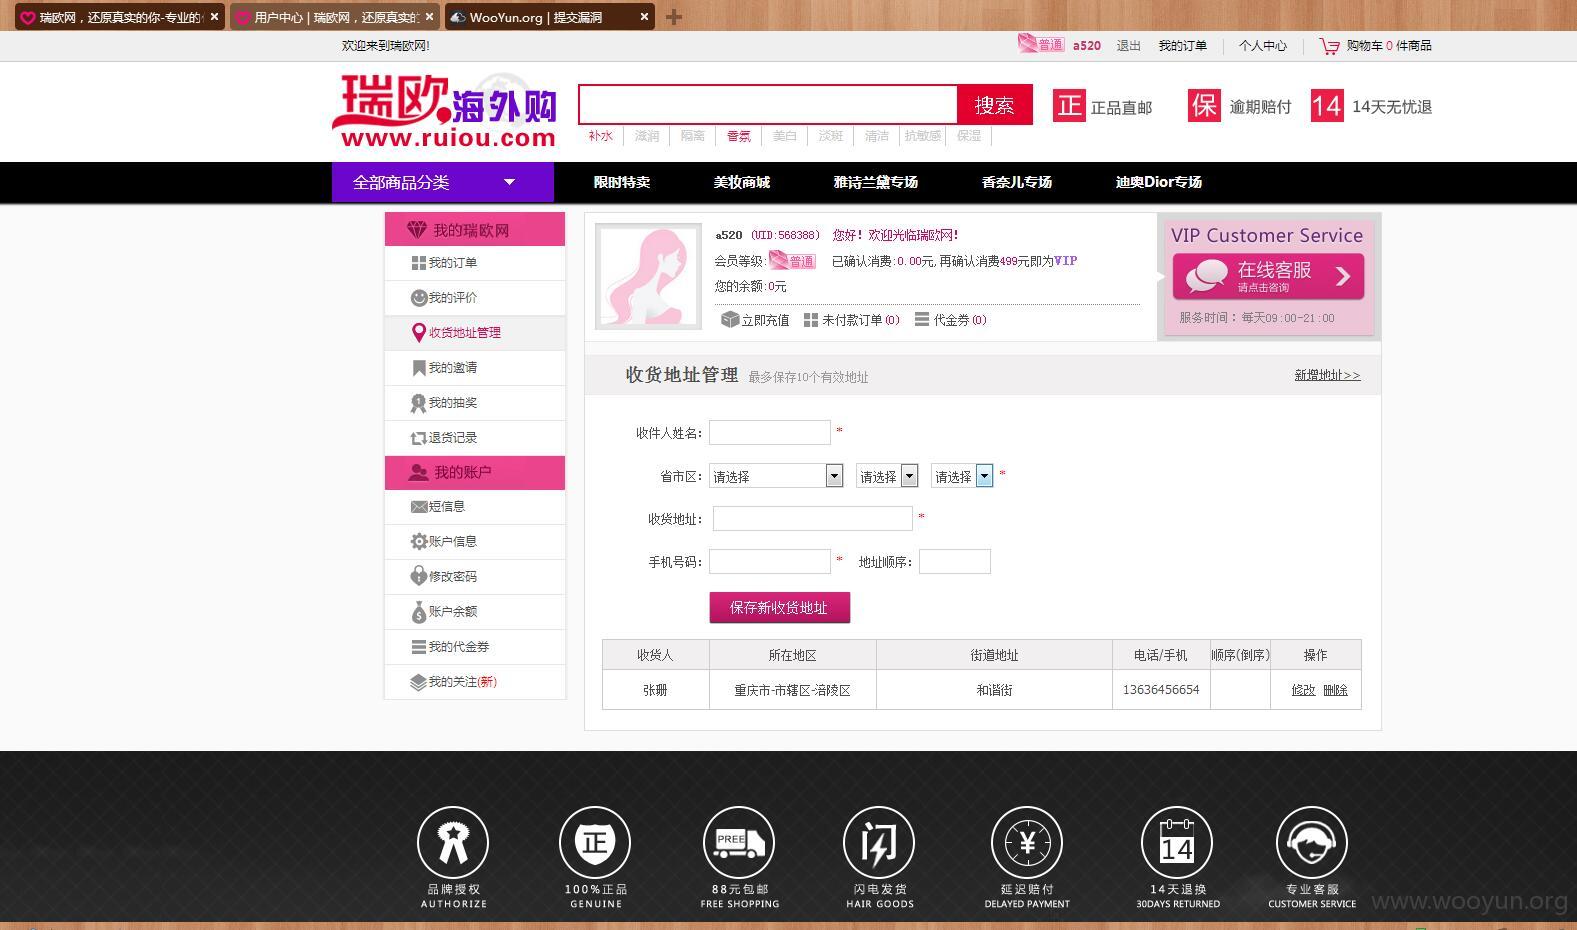 瑞欧网，还原真实的你-专业的
用户中心 | 瑞欧网，还原真实的
WooYun.org | 提交漏洞
欢迎来到瑞欧网!
普通 a520 退出 我的订单 个人中心 购物车 0 件商品
瑞欧海外购
www.ruiou.com
搜索
正 正品直邮 保 逾期赔付 14 14天无忧退
补水 滋润 隔离 香氛 美白 淡斑 清洁 抗敏感 保湿
全部商品分类 限时特卖 美妆商城 雅诗兰黛专场 香奈儿专场 迪奥Dior专场
我的瑞欧网
我的订单
我的评价
收货地址管理
我的邀请
我的抽奖
退货记录
我的账户
短信息
账户信息
修改密码
账户余额
我的代金券
我的关注(新)
a520 (UID:568388) 您好! 欢迎光临瑞欧网!
会员等级: 普通 已确认消费:0.00元,再确认消费499元即为VIP
您的余额:0元
立即充值 未付款订单(0) 代金券(0)
VIP Customer Service
在线客服
请点击咨询
服务时间：每天09:00-21:00
收货地址管理 最多保存10个有效地址 新增地址>>
收件人姓名: *
省市区: 请选择 请选择 请选择 *
收货地址: *
手机号码: * 地址顺序:
保存新收货地址
收货人 所在地区 街道地址 电话/手机 顺序(倒序) 操作
张珊 重庆市-市辖区-涪陵区 和谐街 13636456654 修改 删除
正 PREE 闪 ¥ 14
品牌授权 100%正品 88元包邮 闪电发货 延迟赔付 14天退换 专业客服
AUTHORIZE GENUINE FREE SHOPPING HAIR GOODS DELAYED PAYMENT 30DAYS RETURNED CUSTOMER SERVICE
www.wooyun.org